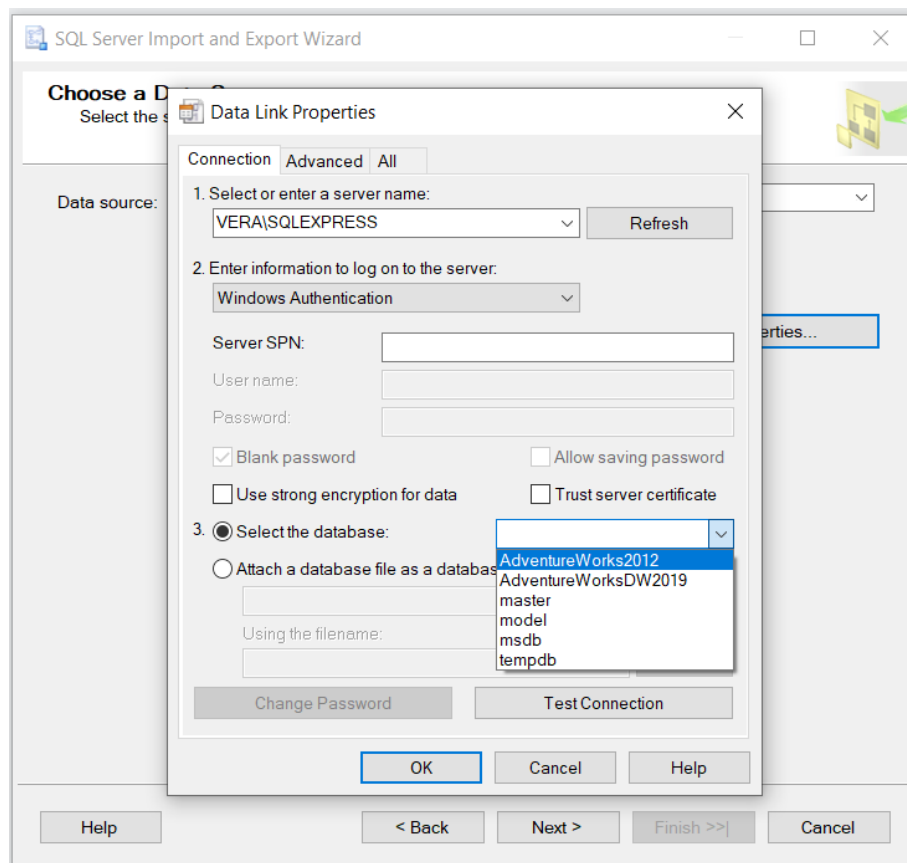 SQL Server Import and Export Wizard
Choose a D
Select the s
Data Link Properties
Connection Advanced All
Data source:
1. Select or enter a server name:
VERA\SQLEXPRESS Refresh
2. Enter information to log on to the server:
Windows Authentication
erties...
Server SPN:
User name:
Password:
Blank password Allow saving password
Use strong encryption for data Trust server certificate
3. Select the database:
AdventureWorks2012
Attach a database file as a databas
AdventureWorksDW2019
master
model
Using the filename:
msdb
tempdb
Change Password Test Connection
OK Cancel Help
Help < Back Next > Finish >>| Cancel